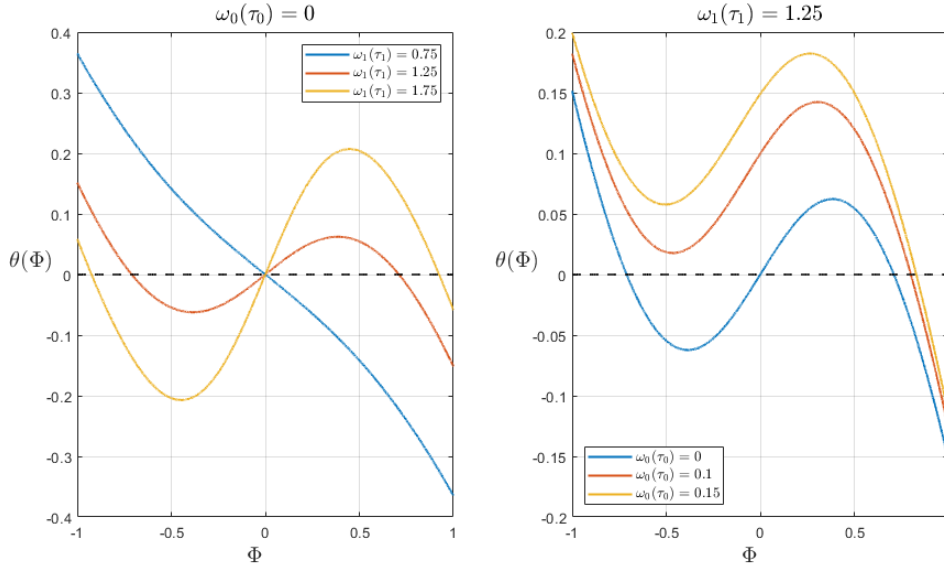 ω₀(τ₀) = 0
0.4
0.3
0.2
0.1
0
-0.1
-0.2
-0.3
-0.4
θ(Φ)
ω₁(τ₁) = 0.75
ω₁(τ₁) = 1.25
ω₁(τ₁) = 1.75
-1
-0.5
0
0.5
1
Φ
ω₁(τ₁) = 1.25
0.2
0.15
0.1
0.05
0
-0.05
-0.1
-0.15
-0.2
θ(Φ)
ω₀(τ₀) = 0
ω₀(τ₀) = 0.1
ω₀(τ₀) = 0.15
-1
-0.5
0
0.5
Φ